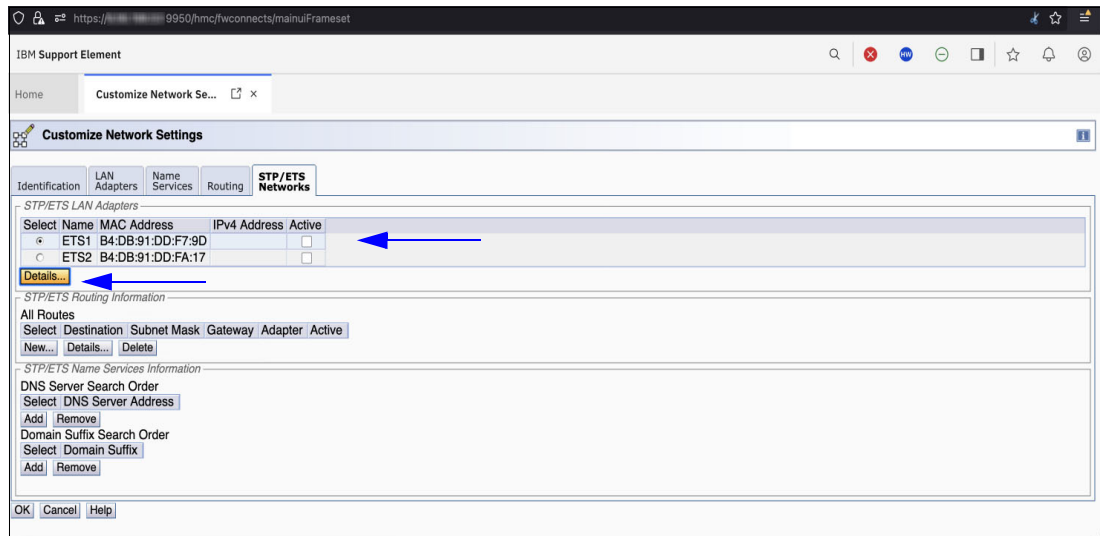 https:// 9950/hmc/fwconnects/mainuiFrameset
IBM Support Element
HW
Home
Customize Network Se...
Customize Network Settings
Identification LAN Adapters Name Services Routing STP/ETS Networks
STP/ETS LAN Adapters
Select Name MAC Address IPv4 Address Active
ETS1 B4:DB:91:DD:F7:9D
ETS2 B4:DB:91:DD:FA:17
Details...
STP/ETS Routing Information
All Routes
Select Destination Subnet Mask Gateway Adapter Active
New... Details... Delete
STP/ETS Name Services Information
DNS Server Search Order
Select DNS Server Address
Add Remove
Domain Suffix Search Order
Select Domain Suffix
Add Remove
OK Cancel Help